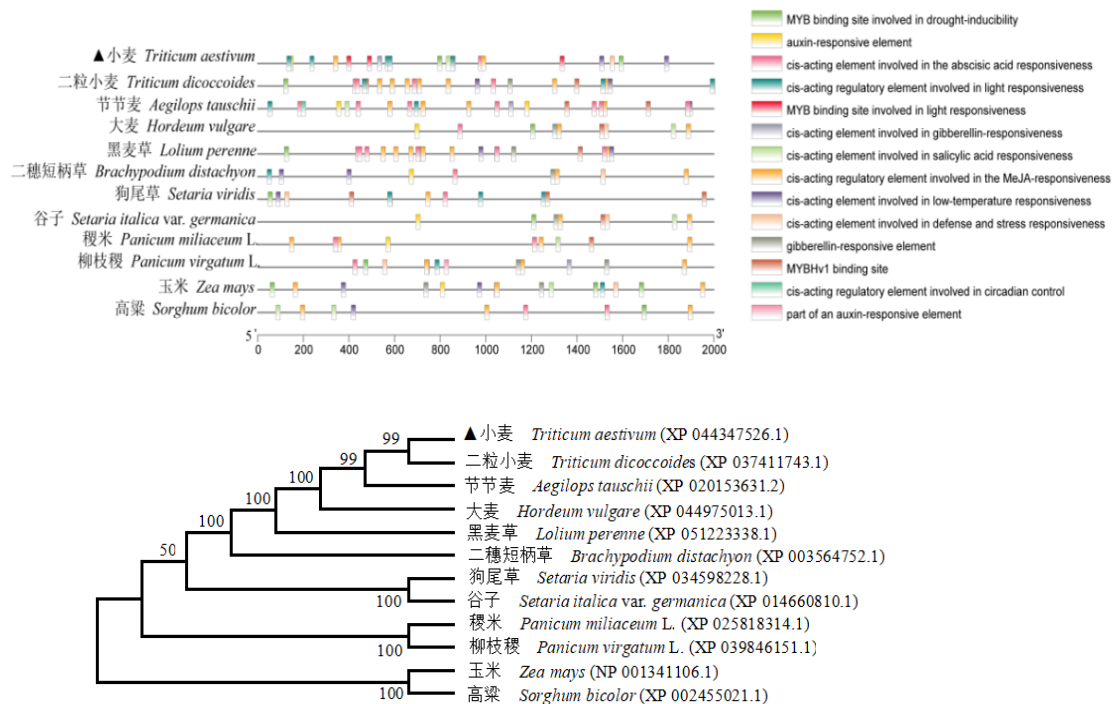 ▲小麦 Triticum aestivum
二粒小麦 Triticum dicoccoides
节节麦 Aegilops tauschii
大麦 Hordeum vulgare
黑麦草 Lolium perenne
二穗短柄草 Brachypodium distachyon
狗尾草 Setaria viridis
谷子 Setaria italica var. germanica
稷米 Panicum miliaceum L.
柳枝稷 Panicum virgatum L.
玉米 Zea mays
高粱 Sorghum bicolor
5' 3'
0 200 400 600 800 1000 1200 1400 1600 1800 2000
MYB binding site involved in drought-inducibility
auxin-responsive element
cis-acting element involved in the abscisic acid responsiveness
cis-acting regulatory element involved in light responsiveness
MYB binding site involved in light responsiveness
cis-acting element involved in gibberellin-responsiveness
cis-acting element involved in salicylic acid responsiveness
cis-acting regulatory element involved in the MeJA-responsiveness
cis-acting element involved in low-temperature responsiveness
cis-acting element involved in defense and stress responsiveness
gibberellin-responsive element
MYBHv1 binding site
cis-acting regulatory element involved in circadian control
part of an auxin-responsive element
99 ▲小麦 Triticum aestivum (XP 044347526.1)
99 二粒小麦 Triticum dicoccoides (XP 037411743.1)
100 节节麦 Aegilops tauschii (XP 020153631.2)
100 大麦 Hordeum vulgare (XP 044975013.1)
100 黑麦草 Lolium perenne (XP 051223338.1)
50 二穗短柄草 Brachypodium distachyon (XP 003564752.1)
狗尾草 Setaria viridis (XP 034598228.1)
100 谷子 Setaria italica var. germanica (XP 014660810.1)
稷米 Panicum miliaceum L. (XP 025818314.1)
100 柳枝稷 Panicum virgatum L. (XP 039846151.1)
玉米 Zea mays (NP 001341106.1)
100 高粱 Sorghum bicolor (XP 002455021.1)